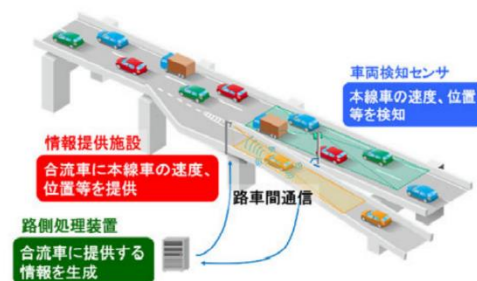 車両検知センサ
本線車の速度、位置
等を検知
情報提供施設
合流車に本線車の速度、
位置等を提供
路車間通信
路側処理装置
合流車に提供する
情報を生成